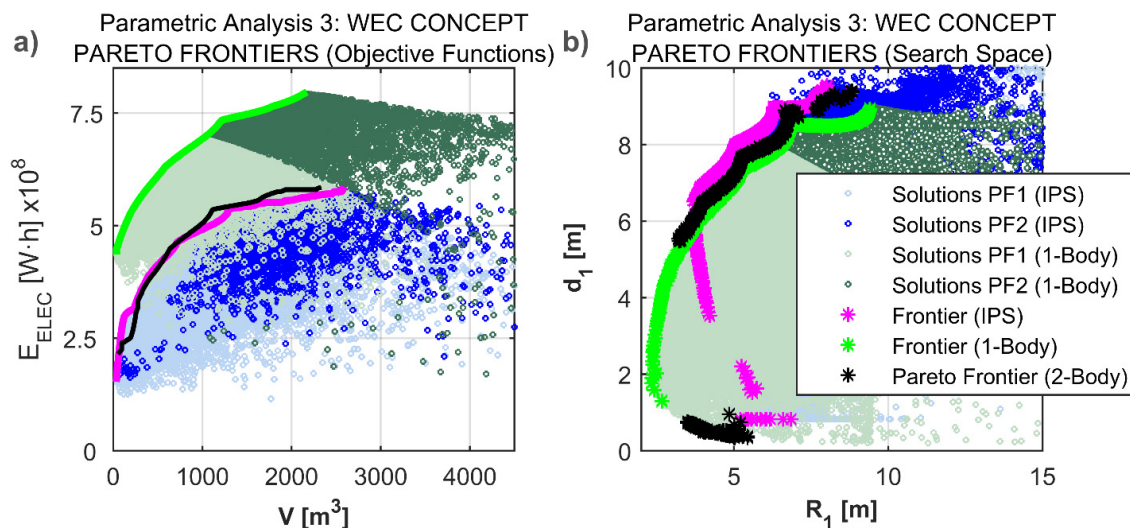 Parametric Analysis 3: WEC CONCEPT
a) PARETO FRONTIERS (Objective Functions)
7.5
5
2.5
0
E_ELEC [W·h] x10^8
0 1000 2000 3000 4000
V [m^3]
Parametric Analysis 3: WEC CONCEPT
b) PARETO FRONTIERS (Search Space)
10
8
6
4
2
0
d_1 [m]
Solutions PF1 (IPS)
Solutions PF2 (IPS)
Solutions PF1 (1-Body)
Solutions PF2 (1-Body)
Frontier (IPS)
Frontier (1-Body)
Pareto Frontier (2-Body)
5 10 15
R_1 [m]